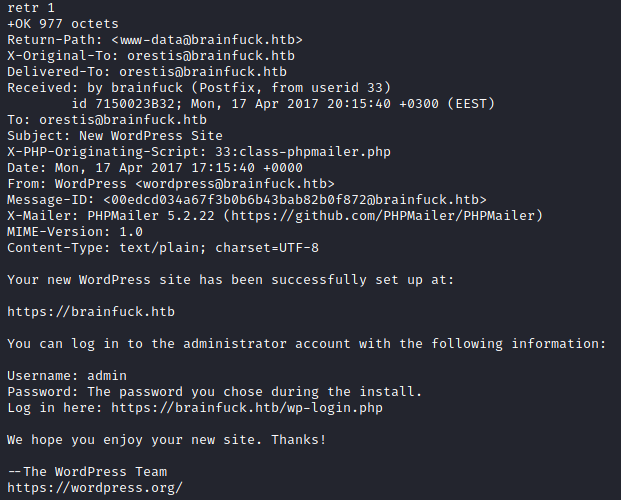 retr 1
+OK 977 octets
Return-Path: <www-data@brainfuck.htb>
X-Original-To: orestis@brainfuck.htb
Delivered-To: orestis@brainfuck.htb
Received: by brainfuck (Postfix, from userid 33)
        id 7150023B32; Mon, 17 Apr 2017 20:15:40 +0300 (EEST)
To: orestis@brainfuck.htb
Subject: New WordPress Site
X-PHP-Originating-Script: 33:class-phpmailer.php
Date: Mon, 17 Apr 2017 17:15:40 +0000
From: WordPress <wordpress@brainfuck.htb>
Message-ID: <00edcd034a67f3b0b6b43bab82b0f872@brainfuck.htb>
X-Mailer: PHPMailer 5.2.22 (https://github.com/PHPMailer/PHPMailer)
MIME-Version: 1.0
Content-Type: text/plain; charset=UTF-8

Your new WordPress site has been successfully set up at:

https://brainfuck.htb

You can log in to the administrator account with the following information:

Username: admin
Password: The password you chose during the install.
Log in here: https://brainfuck.htb/wp-login.php

We hope you enjoy your new site. Thanks!

--The WordPress Team
https://wordpress.org/